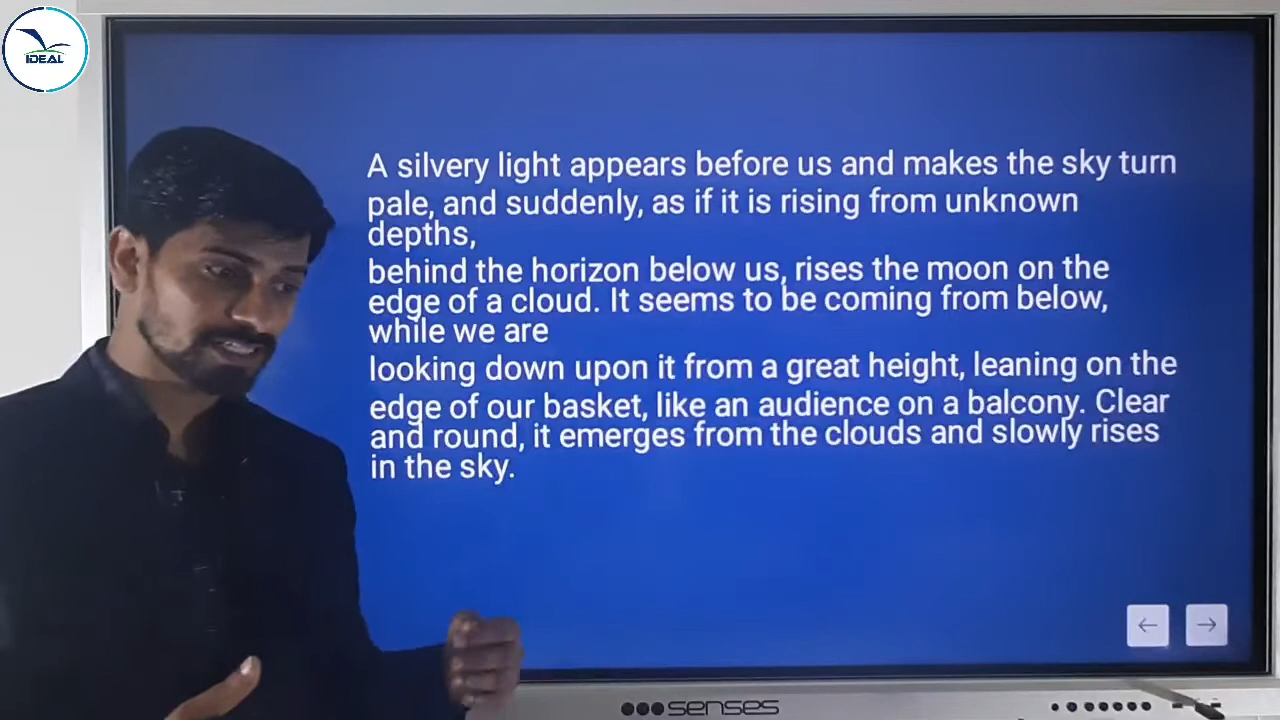 IDEAL
A silvery light appears before us and makes the sky turn
pale, and suddenly, as if it is rising from unknown
depths,
behind the horizon below us, rises the moon on the
edge of a cloud. It seems to be coming from below,
while we are
looking down upon it from a great height, leaning on the
edge of our basket, like an audience on a balcony. Clear
and round, it emerges from the clouds and slowly rises
in the sky.
senses